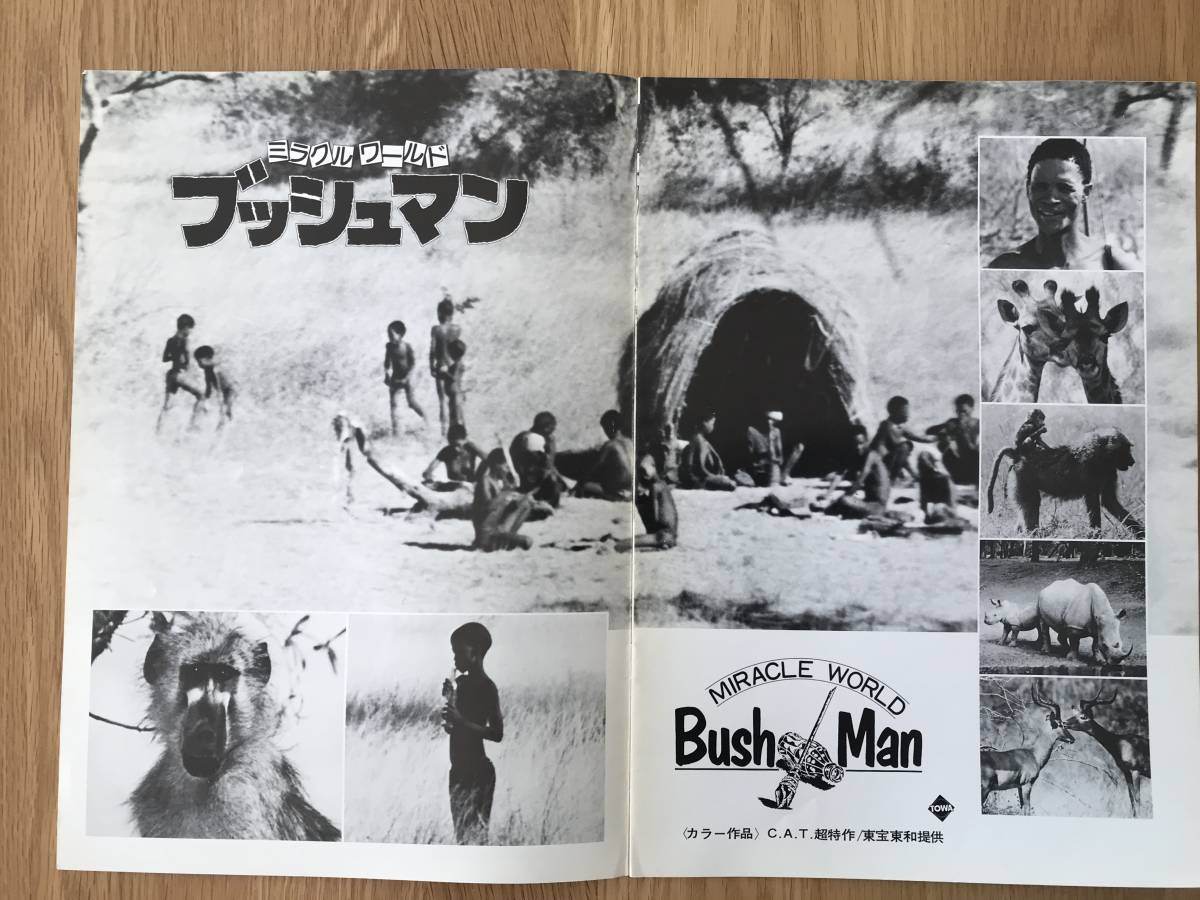 ミラクル ワールド
ブッシュマン
MIRACLE WORLD
Bush Man
TOWA
〈カラー作品〉C.A.T.超特作/東宝東和提供